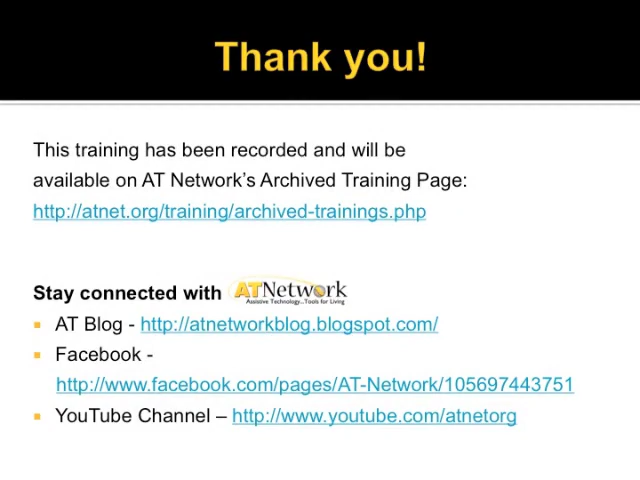 Thank you!
This training has been recorded and will be
available on AT Network’s Archived Training Page:
http://atnet.org/training/archived-trainings.php
Stay connected with ATNetwork
Assistive Technology...Tools for Living
AT Blog - http://atnetworkblog.blogspot.com/
Facebook -
http://www.facebook.com/pages/AT-Network/105697443751
YouTube Channel – http://www.youtube.com/atnetorg